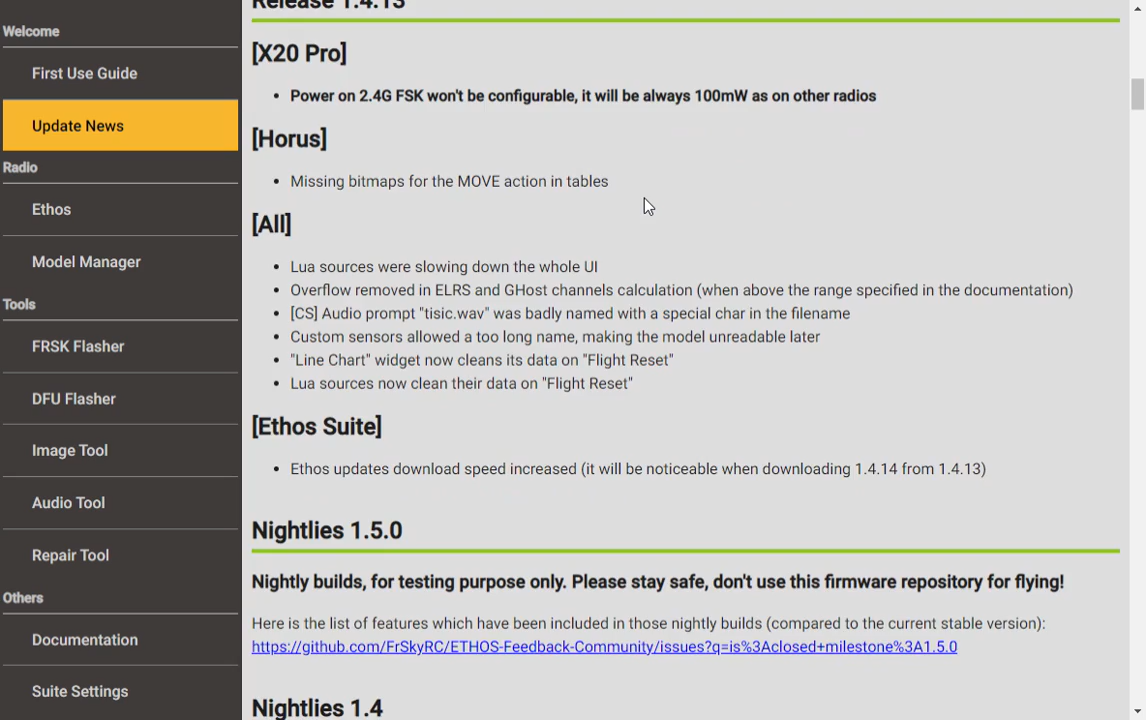 Welcome
First Use Guide
Update News
Radio
Ethos
Model Manager
Tools
FRSK Flasher
DFU Flasher
Image Tool
Audio Tool
Repair Tool
Others
Documentation
Suite Settings
Release 1.4.13
[X20 Pro]
• Power on 2.4G FSK won't be configurable, it will be always 100mW as on other radios
[Horus]
• Missing bitmaps for the MOVE action in tables
[All]
• Lua sources were slowing down the whole UI
• Overflow removed in ELRS and GHost channels calculation (when above the range specified in the documentation)
• [CS] Audio prompt "tisic.wav" was badly named with a special char in the filename
• Custom sensors allowed a too long name, making the model unreadable later
• "Line Chart" widget now cleans its data on "Flight Reset"
• Lua sources now clean their data on "Flight Reset"
[Ethos Suite]
• Ethos updates download speed increased (it will be noticeable when downloading 1.4.14 from 1.4.13)
Nightlies 1.5.0
Nightly builds, for testing purpose only. Please stay safe, don't use this firmware repository for flying!
Here is the list of features which have been included in those nightly builds (compared to the current stable version):
https://github.com/FrSkyRC/ETHOS-Feedback-Community/issues?q=is%3Aclosed+milestone%3A1.5.0
Nightlies 1.4